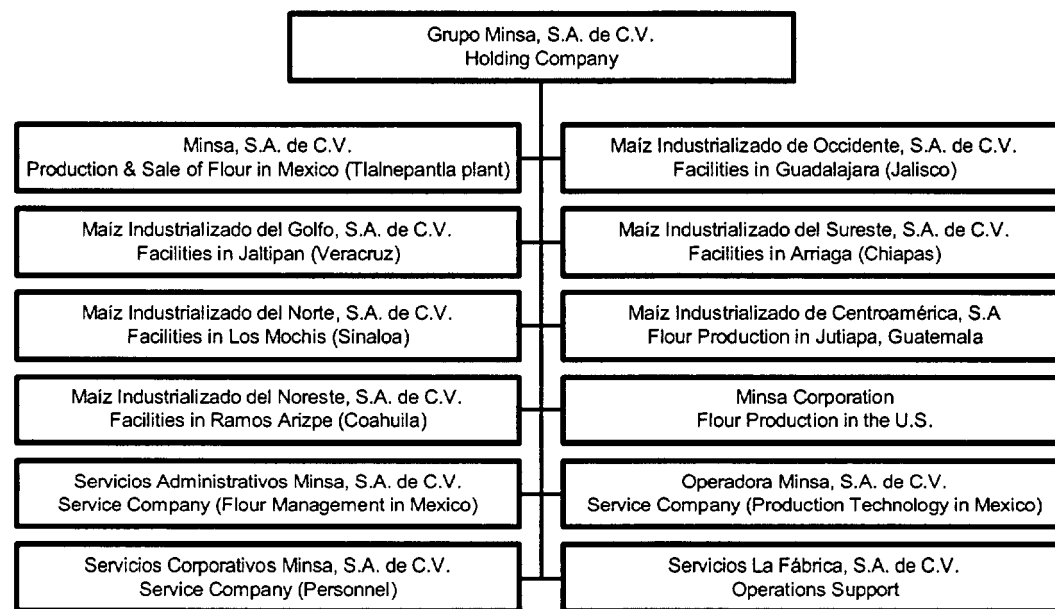 Grupo Minsa, S.A. de C.V.
Holding Company
Minsa, S.A. de C.V.
Production & Sale of Flour in Mexico (Tlalnepantla plant)
Maíz Industrializado de Occidente, S.A. de C.V.
Facilities in Guadalajara (Jalisco)
Maíz Industrializado del Golfo, S.A. de C.V.
Facilities in Jaltipan (Veracruz)
Maíz Industrializado del Sureste, S.A. de C.V.
Facilities in Arriaga (Chiapas)
Maíz Industrializado del Norte, S.A. de C.V.
Facilities in Los Mochis (Sinaloa)
Maíz Industrializado de Centroamérica, S.A
Flour Production in Jutiapa, Guatemala
Maíz Industrializado del Noreste, S.A. de C.V.
Facilities in Ramos Arizpe (Coahuila)
Minsa Corporation
Flour Production in the U.S.
Servicios Administrativos Minsa, S.A. de C.V.
Service Company (Flour Management in Mexico)
Operadora Minsa, S.A. de C.V.
Service Company (Production Technology in Mexico)
Servicios Corporativos Minsa, S.A. de C.V.
Service Company (Personnel)
Servicios La Fábrica, S.A. de C.V.
Operations Support